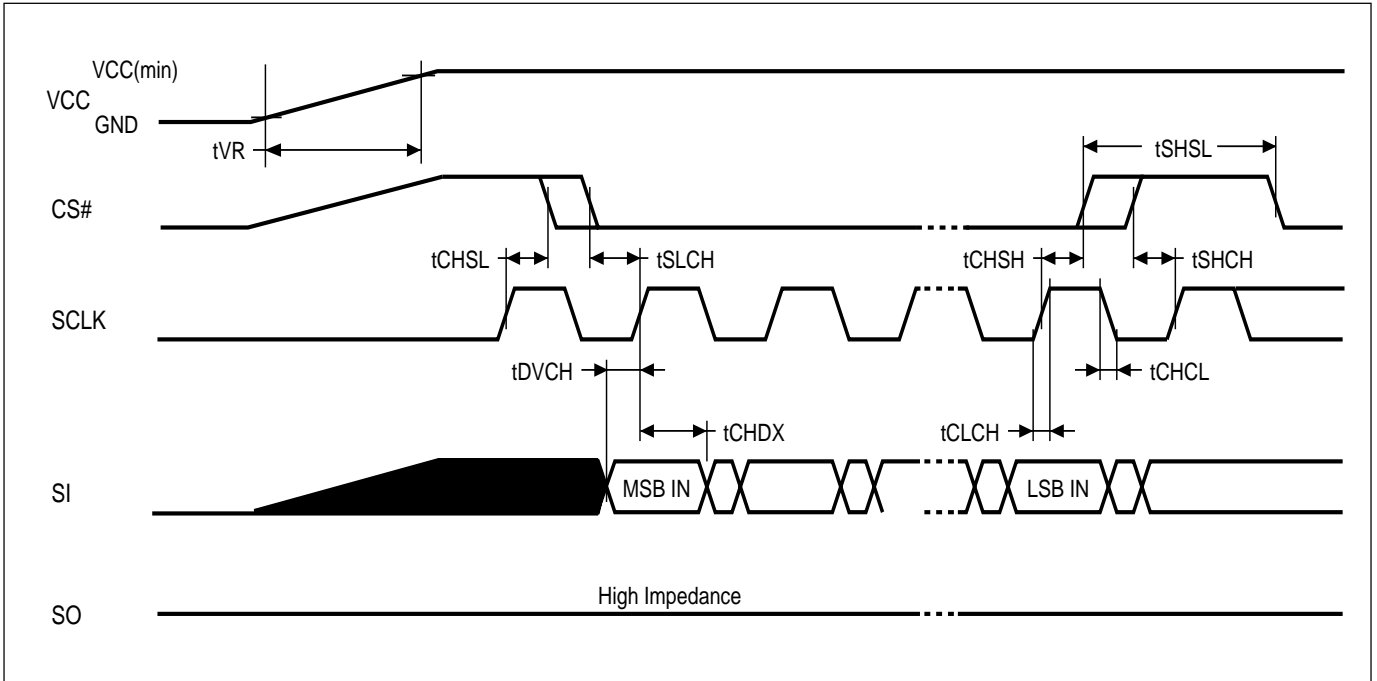 VCC(min)
VCC
GND
tVR
tSHSL
CS#
tCHSL
tSLCH
tCHSH
tSHCH
SCLK
tDVCH
tCHCL
tCHDX
tCLCH
SI
MSB IN
LSB IN
High Impedance
SO